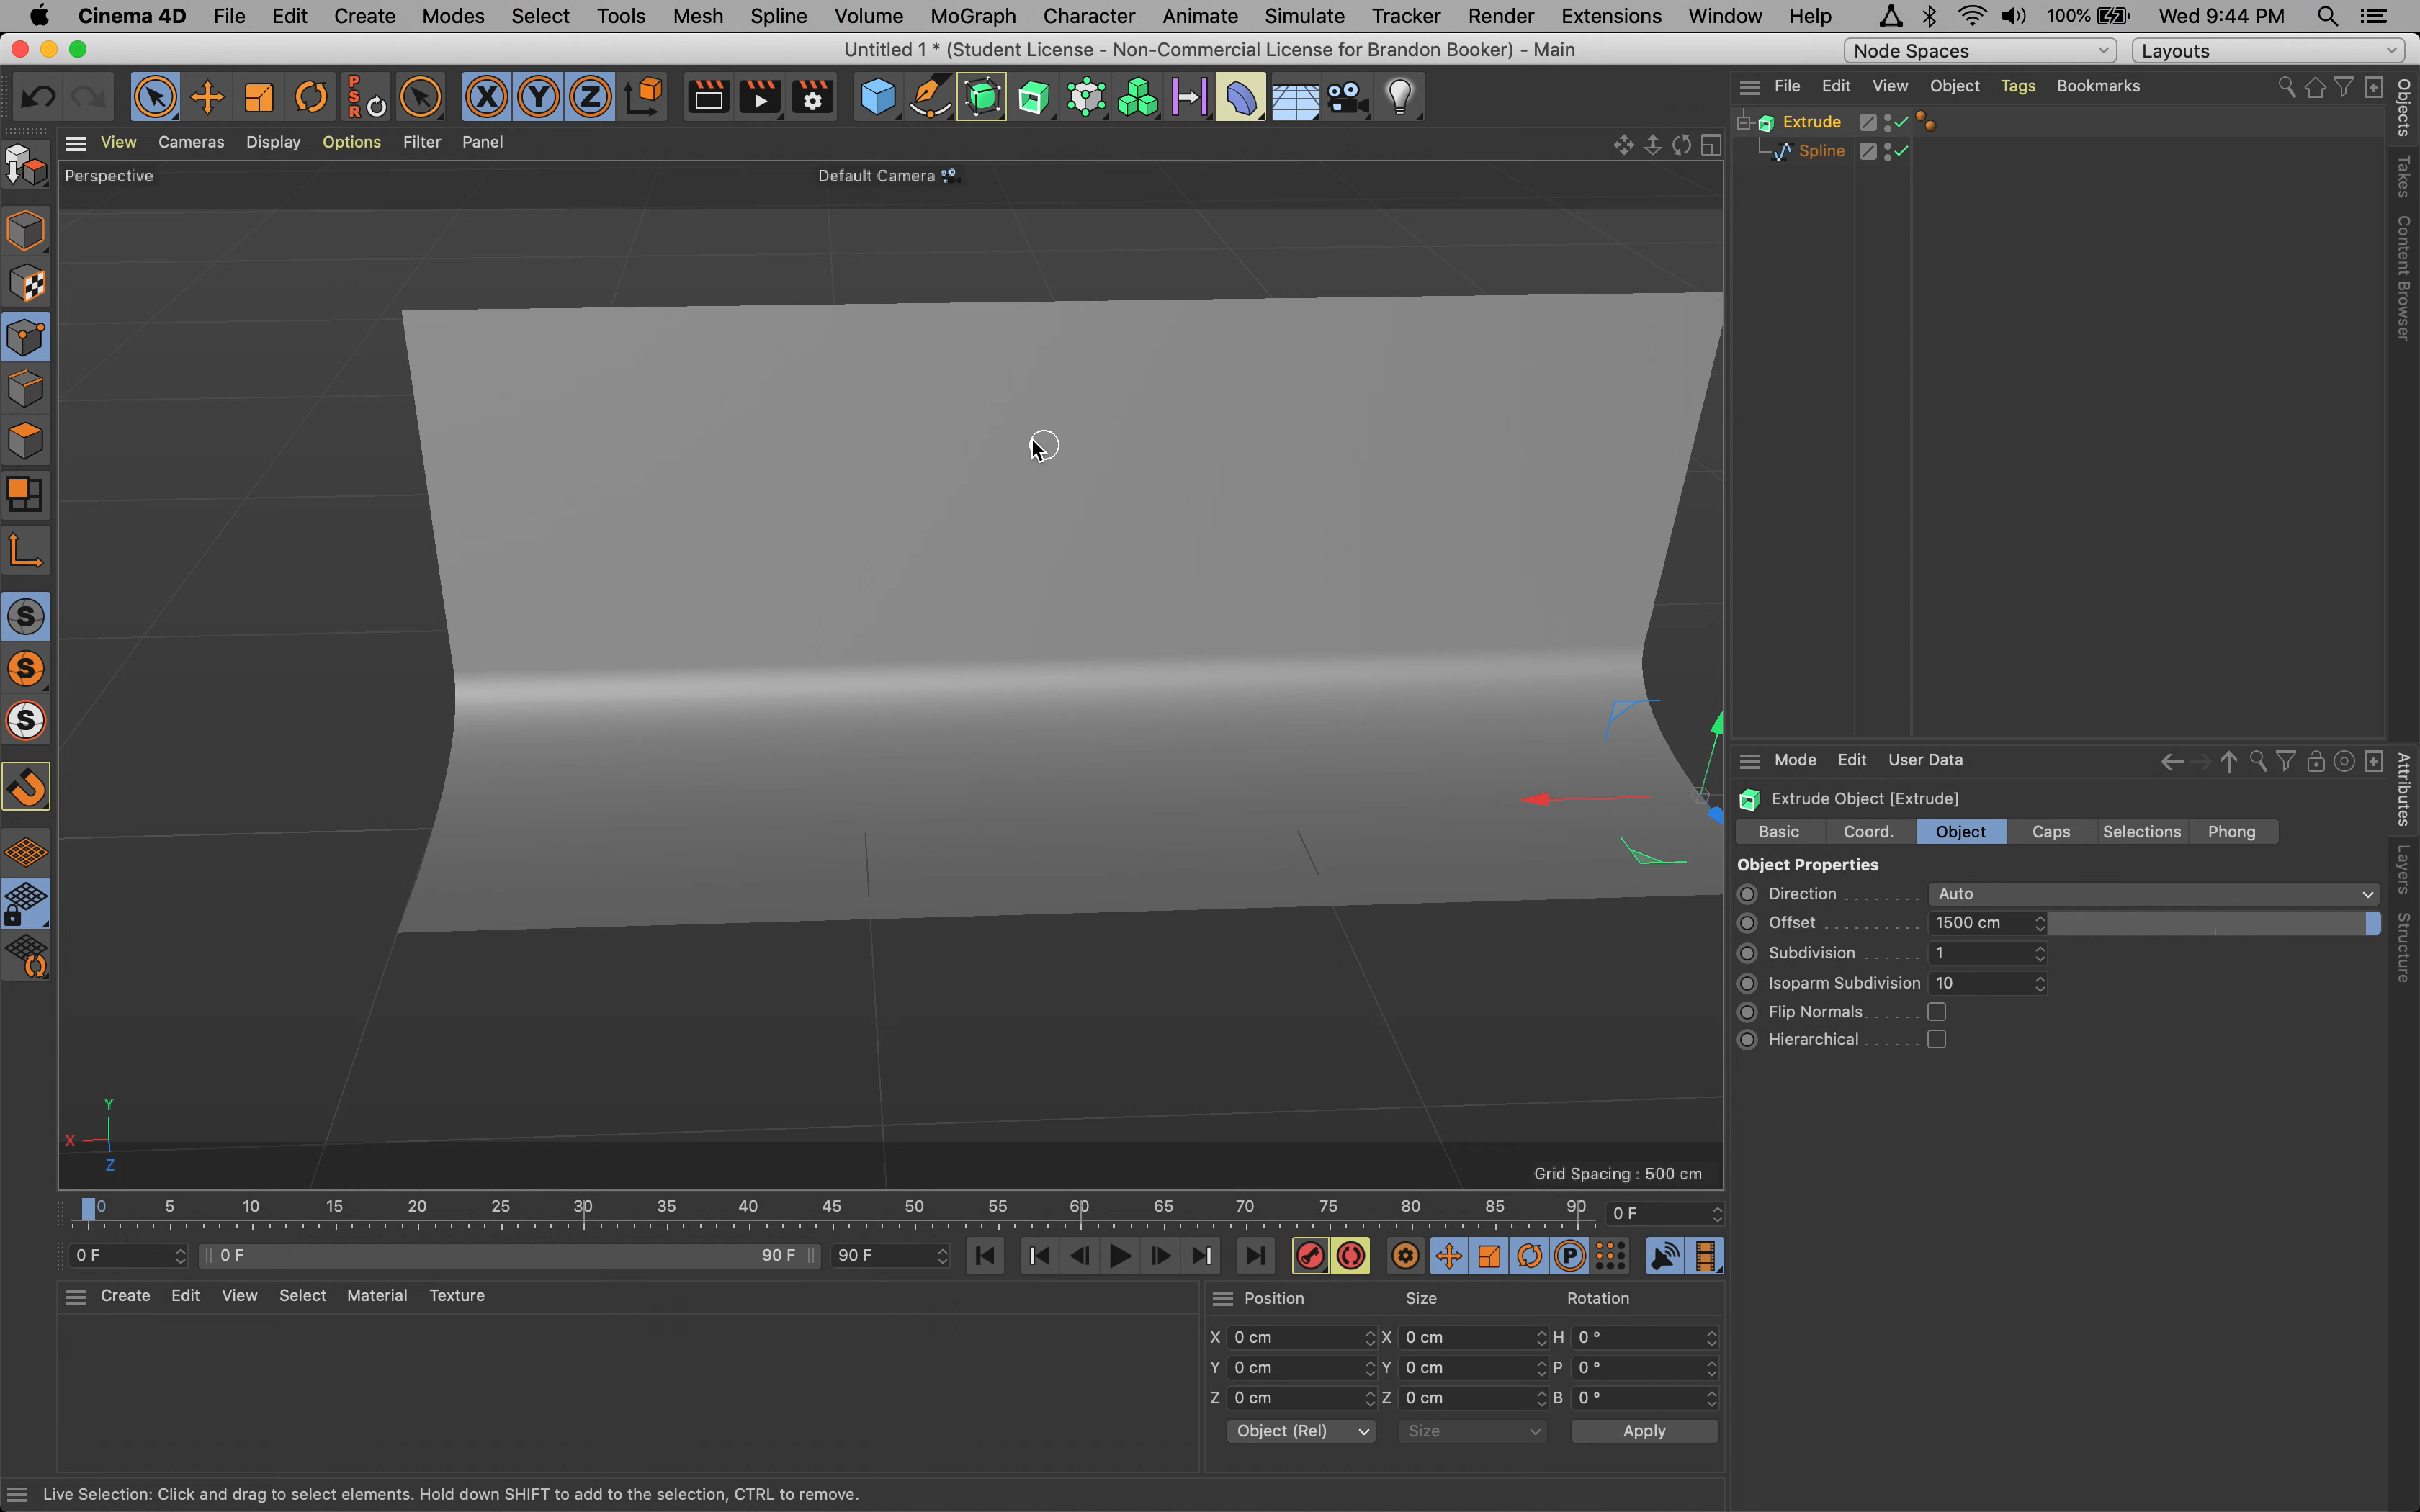 Cinema 4D File Edit Create Modes Select Tools Mesh Spline Volume MoGraph Character Animate Simulate Tracker Render Extensions Window Help 100% Wed 9:44 PM
Untitled 1 * (Student License - Non-Commercial License for Brandon Booker) - Main
Node Spaces
Layouts
PSR X Y Z
File Edit View Object Tags Bookmarks
View Cameras Display Options Filter Panel
Perspective
Default Camera
Extrude
Spline
Objects
Takes
Content Browser
S
S
S
Y
X
Z
Grid Spacing : 500 cm
Mode Edit User Data
Extrude Object [Extrude]
Basic Coord. Object Caps Selections Phong
Object Properties
Direction . . . . . . . . Auto
Offset . . . . . . . . . . 1500 cm
Subdivision . . . . . . 1
Isoparm Subdivision 10
Flip Normals. . . . . .
Hierarchical . . . . . .
Attributes
Layers
Structure
0 5 10 15 20 25 30 35 40 45 50 55 60 65 70 75 80 85 90 0 F
0 F 0 F 90 F 90 F P
Create Edit View Select Material Texture
Position Size Rotation
X 0 cm X 0 cm H 0 °
Y 0 cm Y 0 cm P 0 °
Z 0 cm Z 0 cm B 0 °
Object (Rel) Size Apply
Live Selection: Click and drag to select elements. Hold down SHIFT to add to the selection, CTRL to remove.